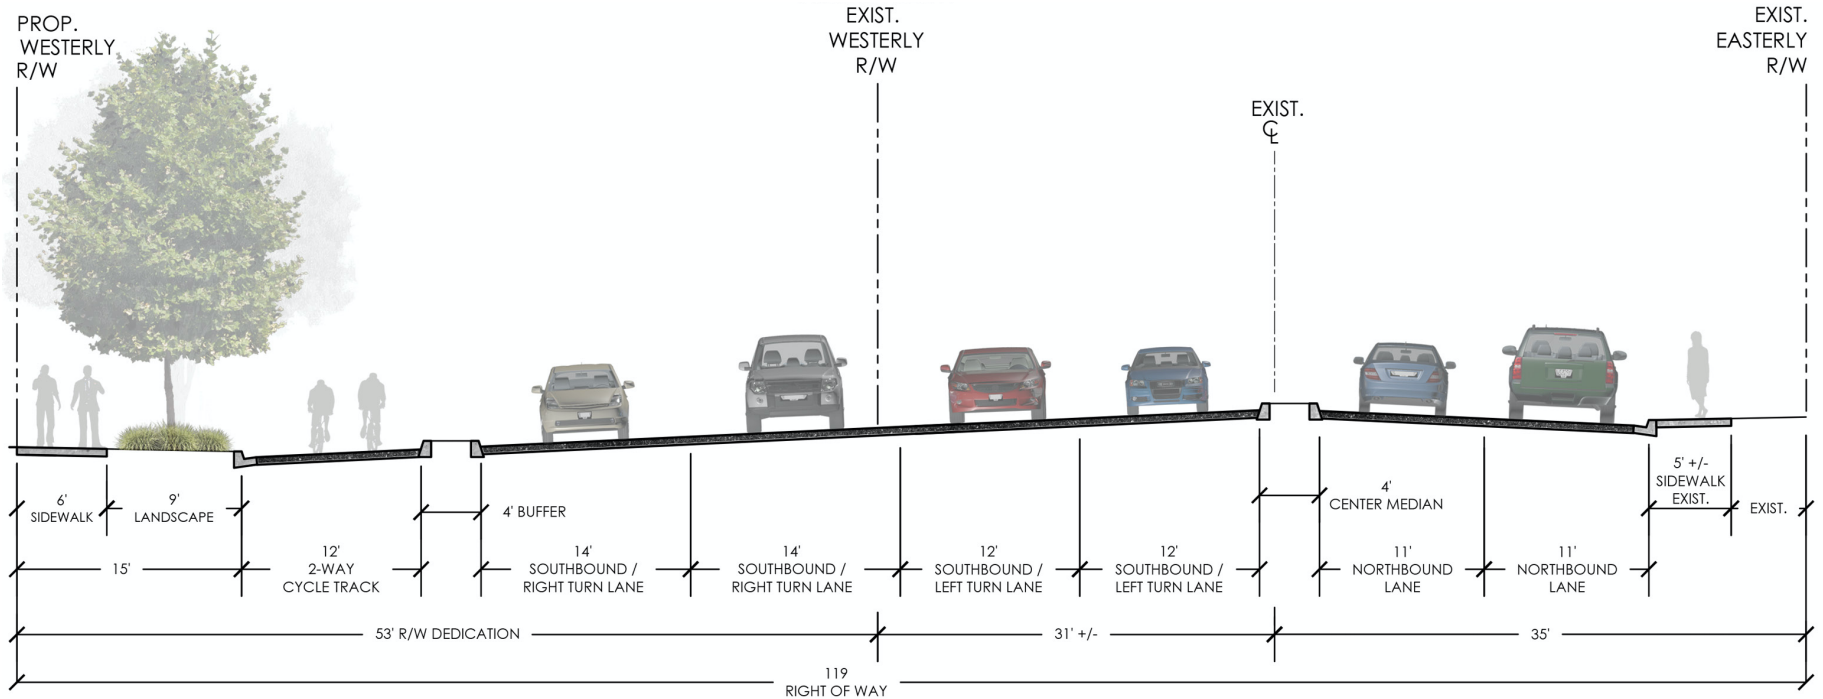 PROP.
WESTERLY
R/W
EXIST.
WESTERLY
R/W
EXIST.
EASTERLY
R/W
EXIST.
℄
6'
SIDEWALK
9'
LANDSCAPE
4' BUFFER
4'
CENTER MEDIAN
5' +/-
SIDEWALK
EXIST.
EXIST.
15'
12'
2-WAY
CYCLE TRACK
14'
SOUTHBOUND /
RIGHT TURN LANE
14'
SOUTHBOUND /
RIGHT TURN LANE
12'
SOUTHBOUND /
LEFT TURN LANE
12'
SOUTHBOUND /
LEFT TURN LANE
11'
NORTHBOUND
LANE
11'
NORTHBOUND
LANE
53' R/W DEDICATION
31' +/-
35'
119
RIGHT OF WAY